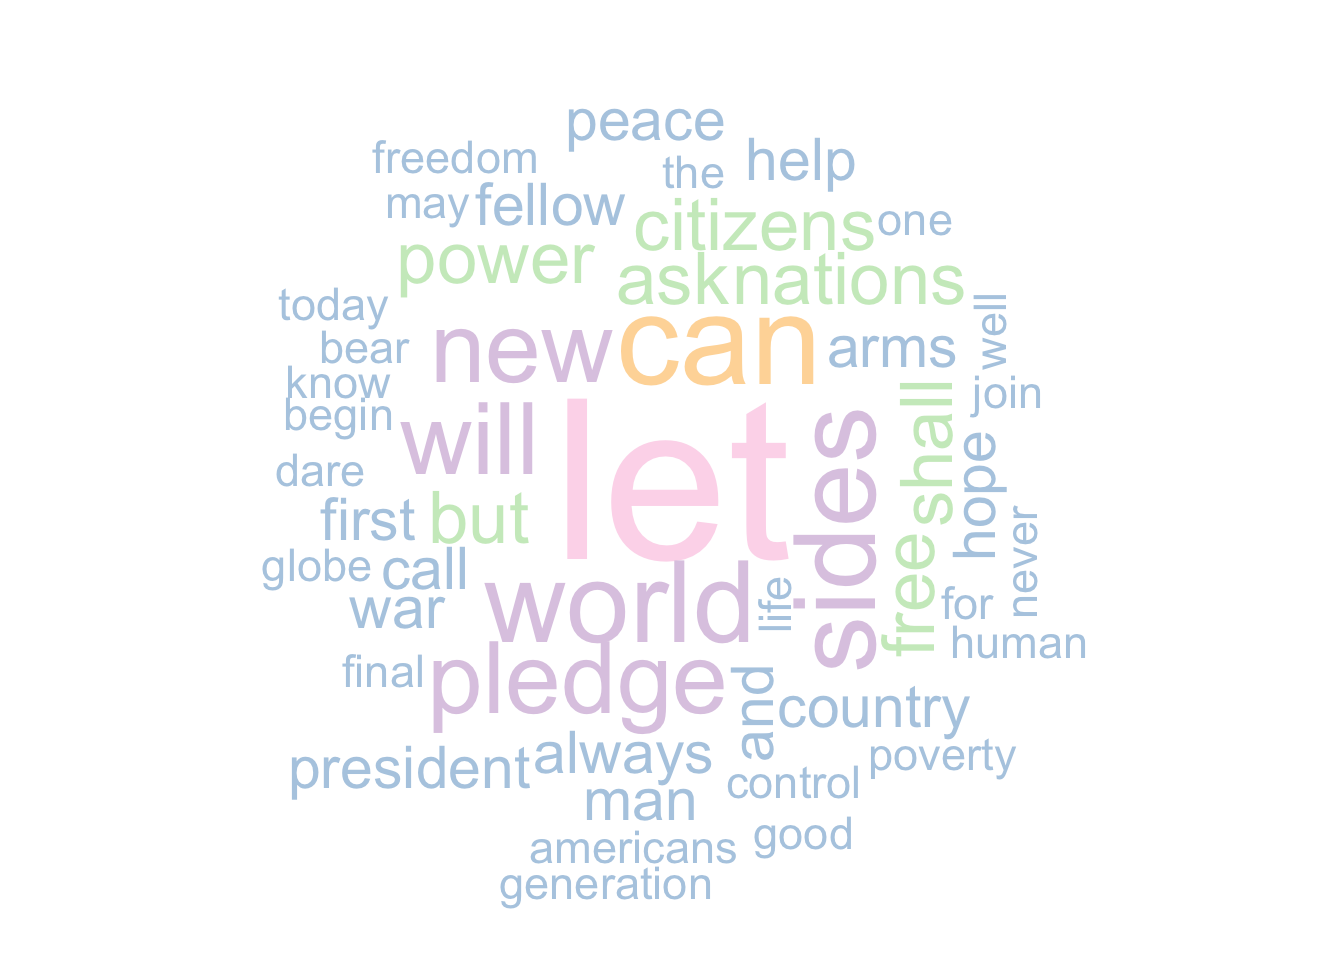 peace
freedom
the
help
may
fellow
citizens
one
power
asknations
today
new
can
arms
well
bear
know
join
begin
will
let
sides
shall
hope
dare
first
but
never
globe
call
world
life
free
for
war
human
final
pledge
and
country
president
always
control
poverty
man
good
americans
generation